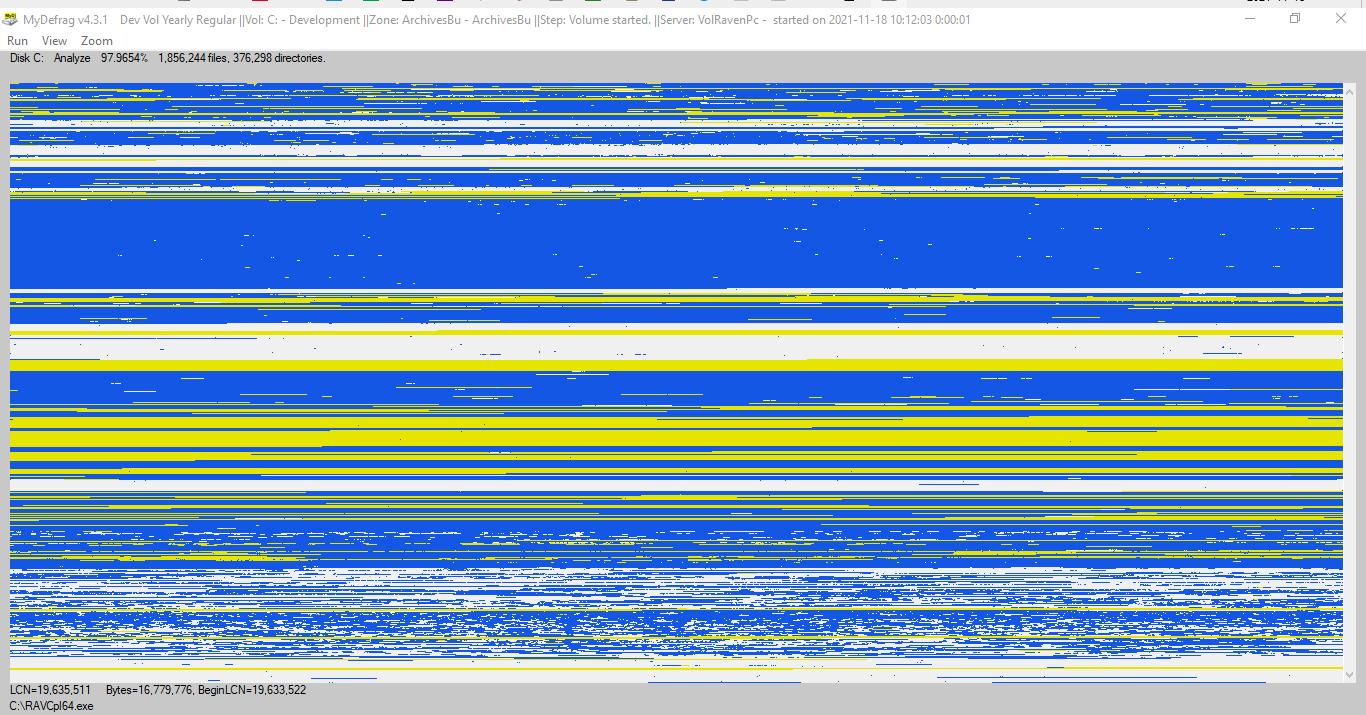 MyDefrag v4.3.1 Dev Vol Yearly Regular ||Vol: C: - Development ||Zone: ArchivesBu - ArchivesBu ||Step: Volume started. ||Server: VolRavenPc - started on 2021-11-18 10:12:03 0:00:01
Run View Zoom
Disk C: Analyze 97.9654% 1,856,244 files, 376,298 directories.
LCN=19,635,511 Bytes=16,779,776, BeginLCN=19,633,522
C:\RAVCpl64.exe